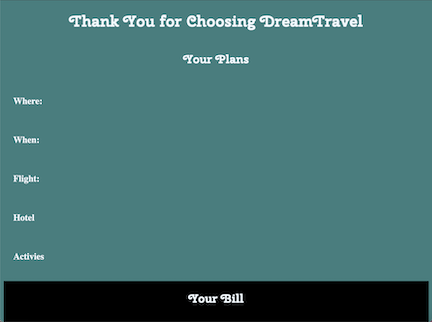 Thank You for Choosing DreamTravel
Your Plans
Where:
When:
Flight:
Hotel
Activies
Your Bill